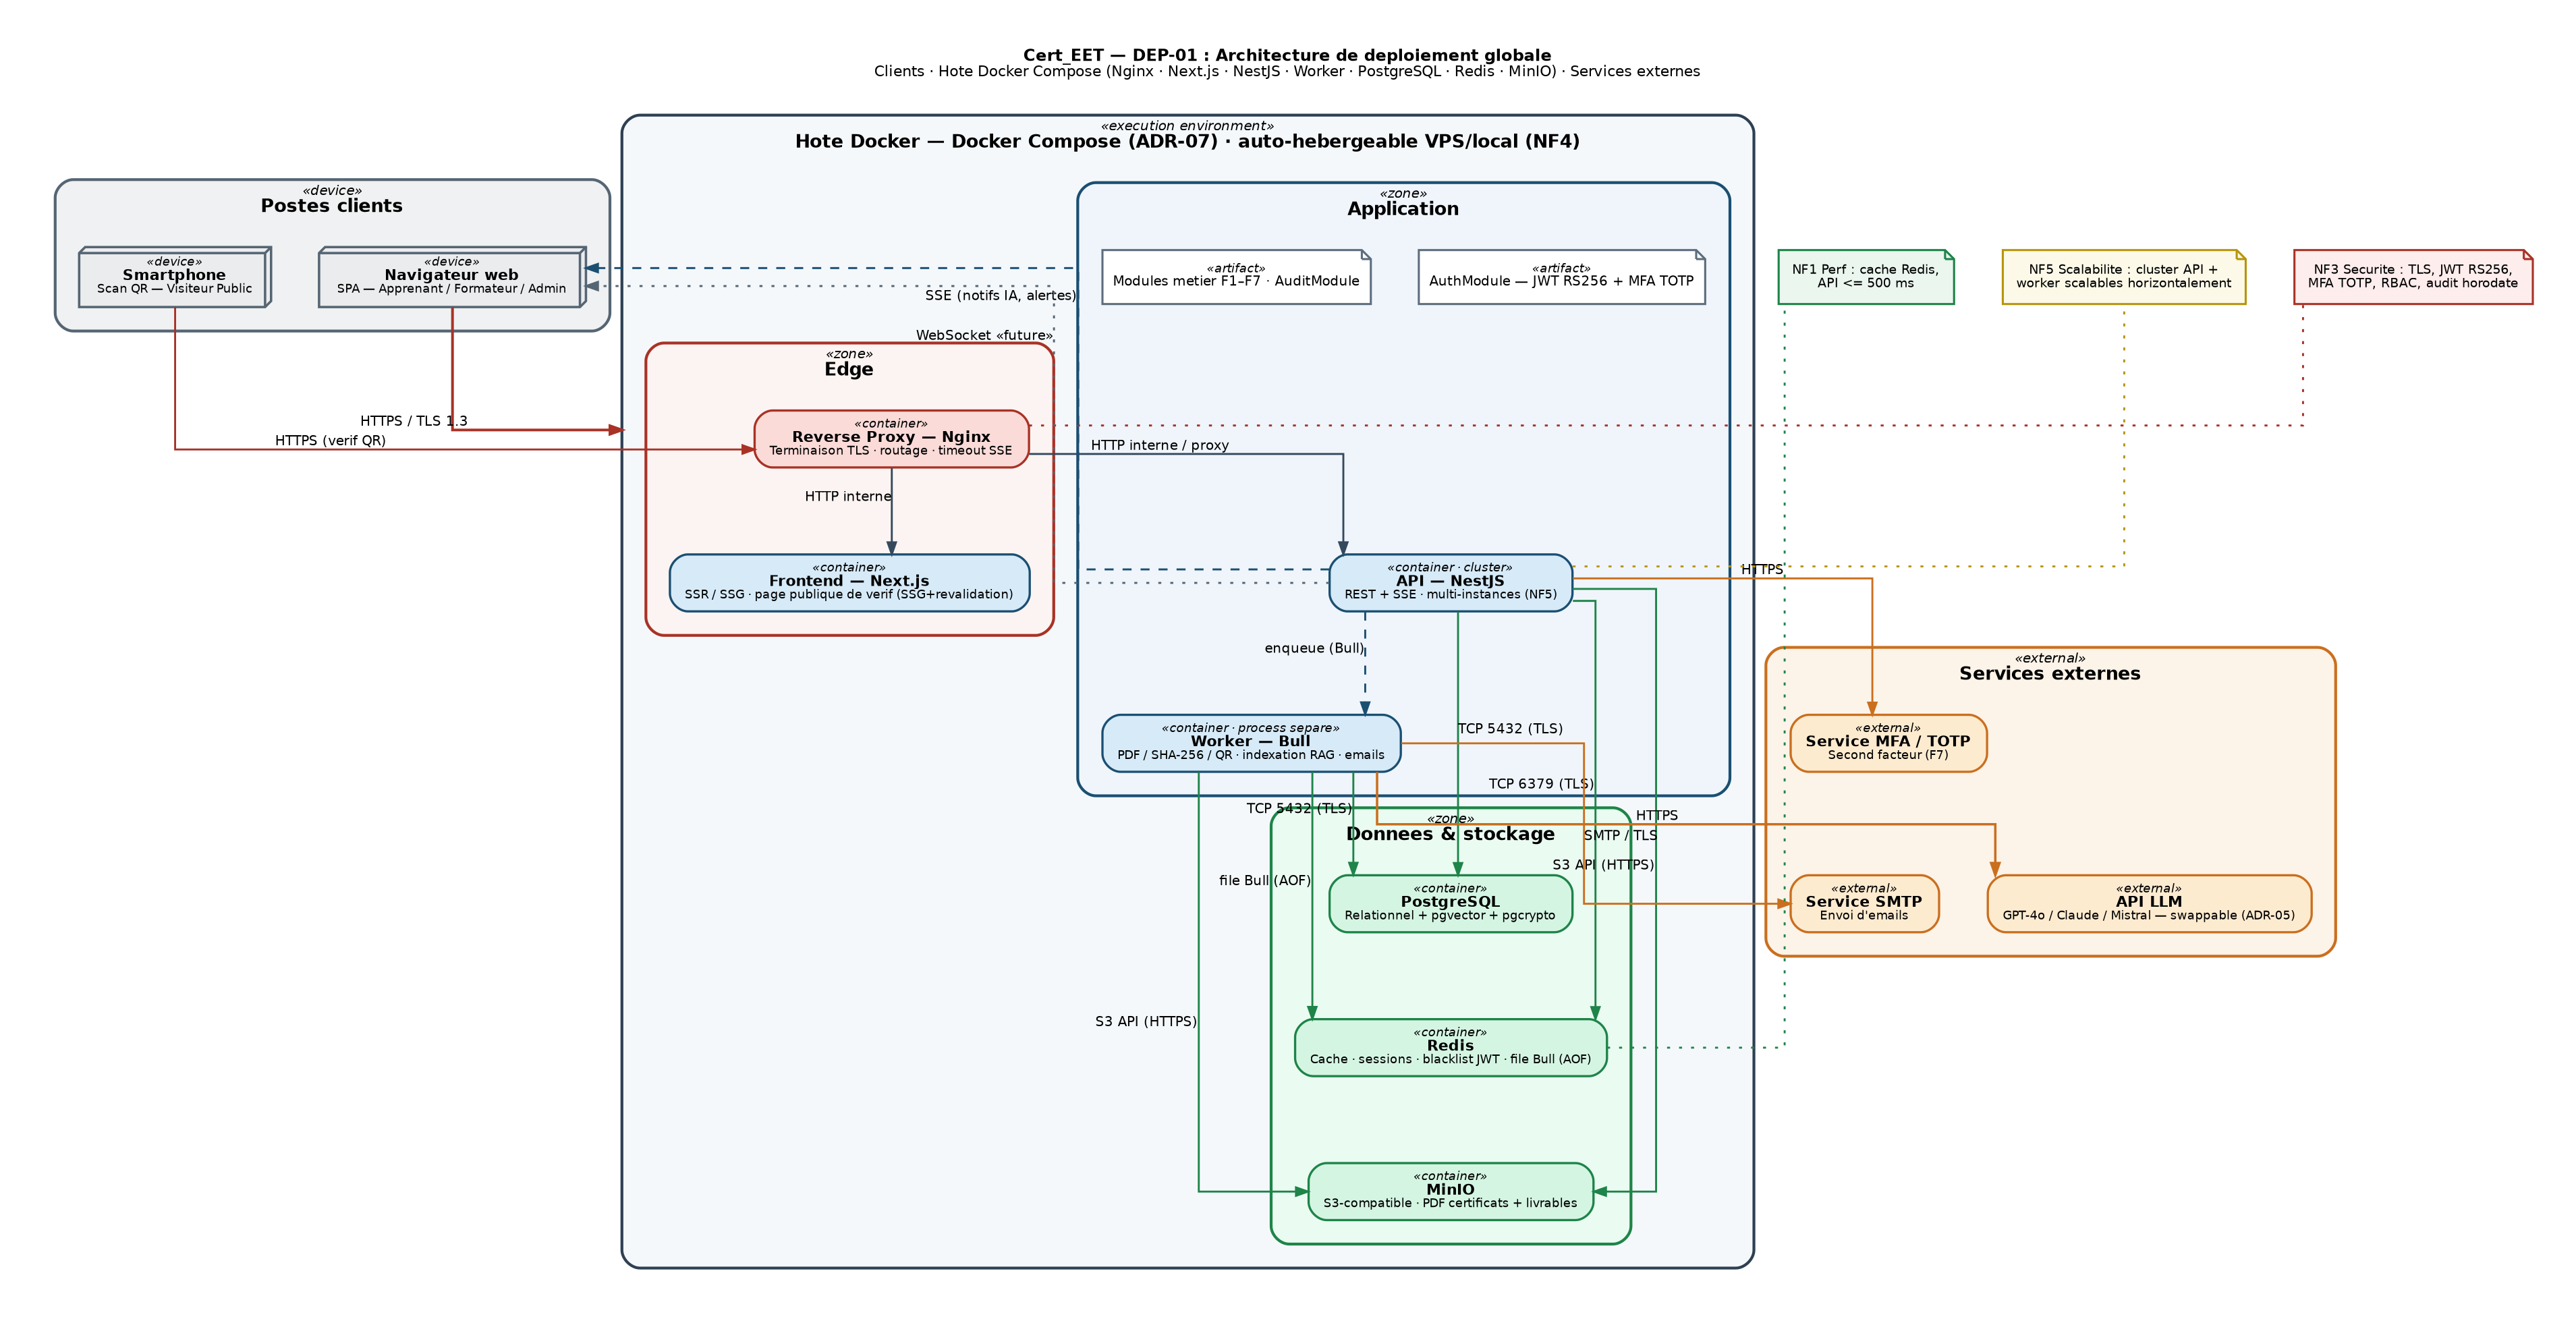 Cert_EET — DEP-01 : Architecture de deploiement globale
Clients · Hote Docker Compose (Nginx · Next.js · NestJS · Worker · PostgreSQL · Redis · MinIO) · Services externes
«execution environment»
Hote Docker — Docker Compose (ADR-07) · auto-hebergeable VPS/local (NF4)
«device»
Postes clients
«device»
Smartphone
Scan QR — Visiteur Public
«device»
Navigateur web
SPA — Apprenant / Formateur / Admin
«zone»
Application
«artifact»
Modules metier F1–F7 · AuditModule
«artifact»
AuthModule — JWT RS256 + MFA TOTP
NF1 Perf : cache Redis,
API <= 500 ms
NF5 Scalabilite : cluster API +
worker scalables horizontalement
NF3 Securite : TLS, JWT RS256,
MFA TOTP, RBAC, audit horodate
SSE (notifs IA, alertes)
WebSocket «future»
«zone»
Edge
HTTPS / TLS 1.3
HTTPS (verif QR)
«container»
Reverse Proxy — Nginx
Terminaison TLS · routage · timeout SSE
HTTP interne / proxy
HTTP interne
«container»
Frontend — Next.js
SSR / SSG · page publique de verif (SSG+revalidation)
«container · cluster»
API — NestJS
REST + SSE · multi-instances (NF5)
HTTPS
enqueue (Bull)
«container · process separe»
Worker — Bull
PDF / SHA-256 / QR · indexation RAG · emails
TCP 5432 (TLS)
TCP 6379 (TLS)
TCP 5432 (TLS)
«external»
Services externes
«external»
Service MFA / TOTP
Second facteur (F7)
HTTPS
SMTP / TLS
S3 API (HTTPS)
«zone»
Donnees & stockage
file Bull (AOF)
«container»
PostgreSQL
Relationnel + pgvector + pgcrypto
«external»
Service SMTP
Envoi d'emails
«external»
API LLM
GPT-4o / Claude / Mistral — swappable (ADR-05)
S3 API (HTTPS)
«container»
Redis
Cache · sessions · blacklist JWT · file Bull (AOF)
«container»
MinIO
S3-compatible · PDF certificats + livrables